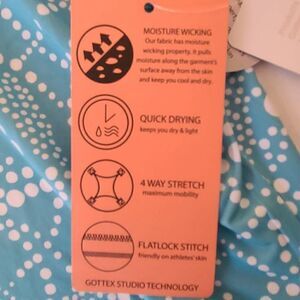 MOISTURE WICKING
Our fabric has moisture
wicking property. It pulls
moisture along the garment's
surface away from the skin
and keep you cool and dry.
QUICK DRYING
keeps you dry & light
4 WAY STRETCH
maximum mobility
FLATLOCK STITCH
friendly on athletes' skin
GOTTEX STUDIO TECHNOLOGY